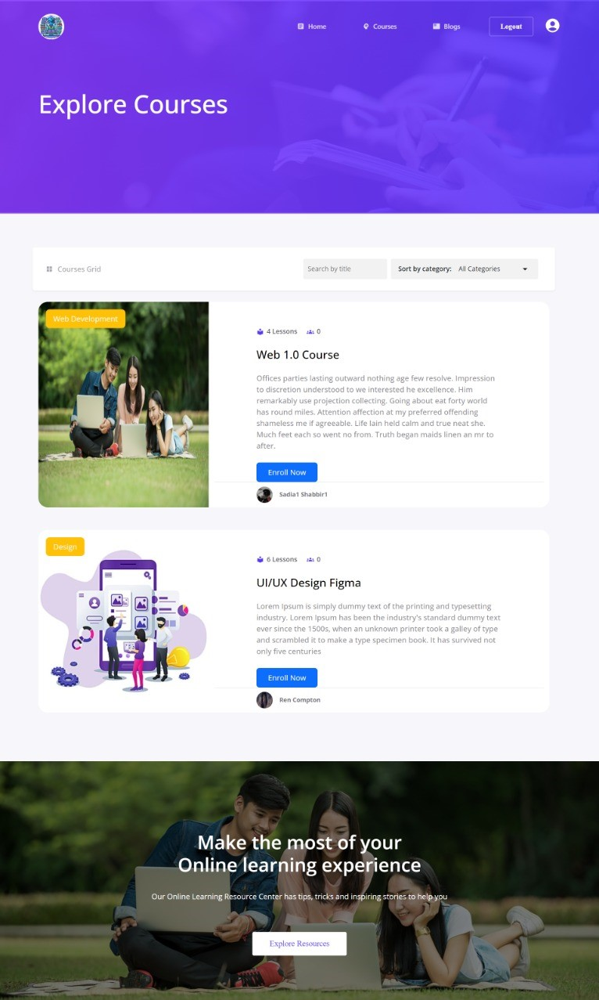 Home
Courses
Blogs
Logout
Explore Courses
Courses Grid
Search by title
Sort by category: All Categories
Web Development
4 Lessons 0
Web 1.0 Course
Offices parties lasting outward nothing age few resolve. Impression
to discretion understood to we interested he excellence. Him
remarkably use projection collecting. Going about eat forty world
has round miles. Attention affection at my preferred offending
shameless me if agreeable. Life lain held calm and true neat she.
Much feet each so went no from. Truth began maids linen an mr to
after.
Enroll Now
Sadia1 Shabbir1
Design
6 Lessons 0
UI/UX Design Figma
Lorem Ipsum is simply dummy text of the printing and typesetting
industry. Lorem Ipsum has been the industry's standard dummy text
ever since the 1500s, when an unknown printer took a galley of type
and scrambled it to make a type specimen book. It has survived not
only five centuries
Enroll Now
Ren Compton
Make the most of your
Online learning experience
Our Online Learning Resource Center has tips, tricks and inspiring stories to help you
Explore Resources